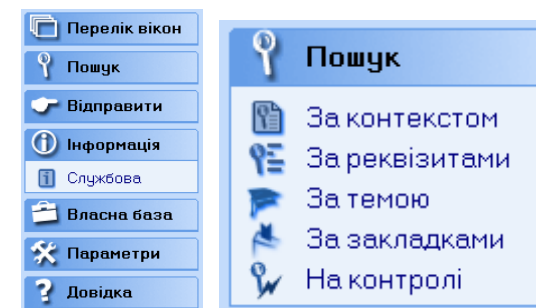 Перелік вікон
Пошук
Відправити
Інформація
Службова
Власна база
Параметри
Довідка
Пошук
За контекстом
За реквізитами
За темою
За закладками
На контролі